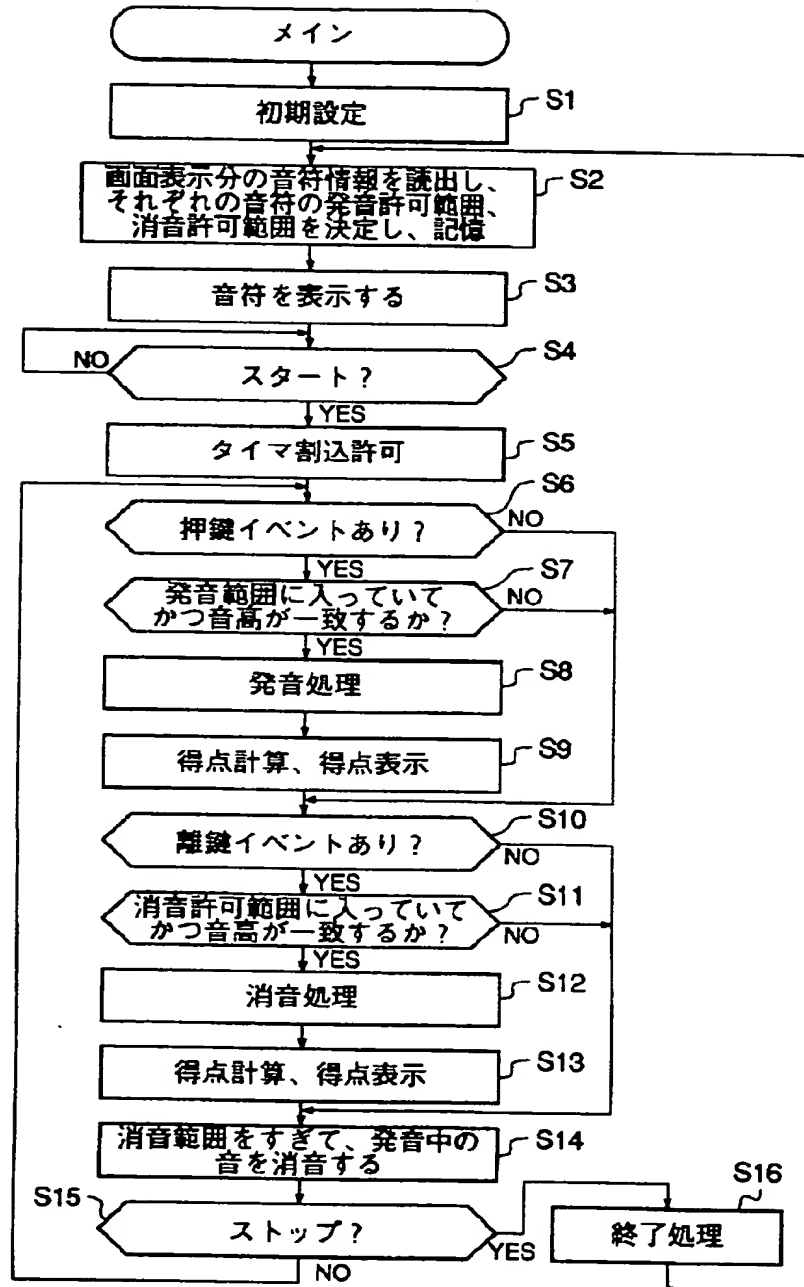 メイン
初期設定
S1
画面表示分の音符情報を読出し、
それぞれの音符の発音許可範囲、
消音許可範囲を決定し、記憶
S2
音符を表示する
S3
スタート？
S4
NO
YES
タイマ割込許可
S5
押鍵イベントあり？
S6
NO
YES
発音範囲に入っていて
かつ音高が一致するか？
S7
NO
YES
発音処理
S8
得点計算、得点表示
S9
離鍵イベントあり？
S10
NO
YES
消音許可範囲に入っていて
かつ音高が一致するか？
S11
NO
YES
消音処理
S12
得点計算、得点表示
S13
消音範囲をすぎて、発音中の
音を消音する
S14
S15
ストップ？
YES
NO
終了処理
S16